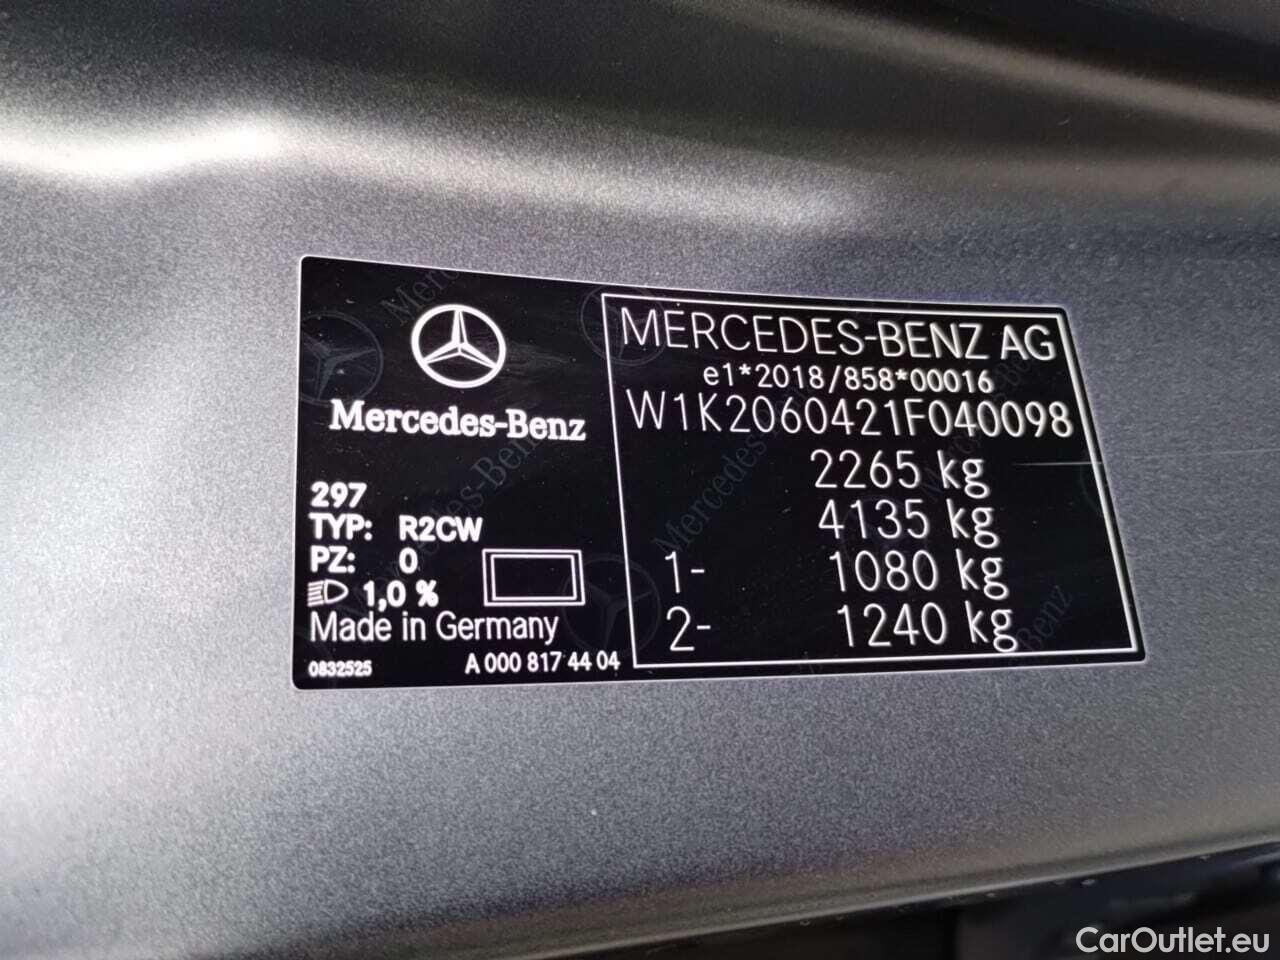 Mercedes-Benz
297
TYP: R2CW
PZ: 0
1,0 %
Made in Germany
0832525 A 000 817 44 04
MERCEDES-BENZ AG
e1*2018/858*00016
W1K2060421F040098
2265 kg
4135 kg
1- 1080 kg
2- 1240 kg
CarOutlet.eu